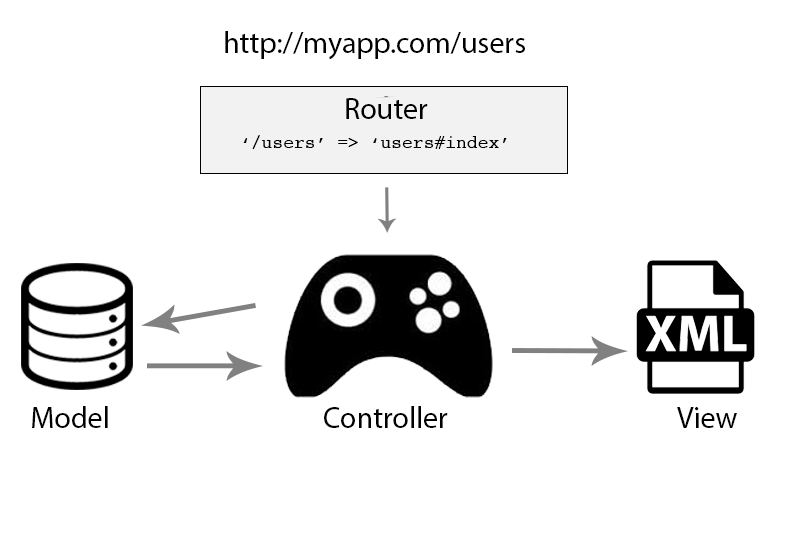 http://myapp.com/users
Router
‘/users’ => ‘users#index’
XML
Model
Controller
View